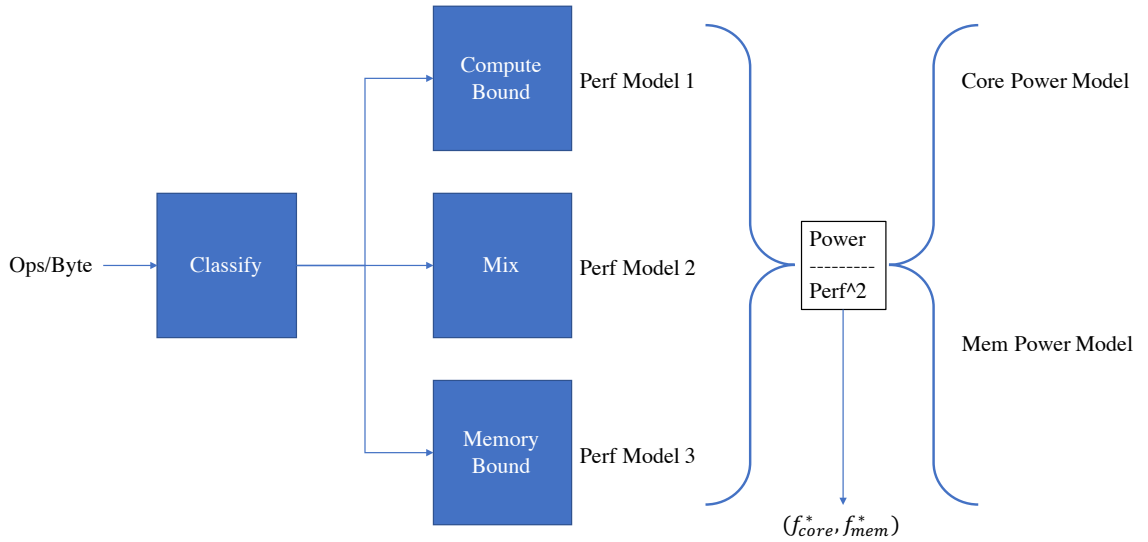 Compute
Bound
Perf Model 1
Core Power Model
Ops/Byte
Classify
Mix
Perf Model 2
Power
---------
Perf^2
Mem Power Model
Memory
Bound
Perf Model 3
(f*core, f*mem)